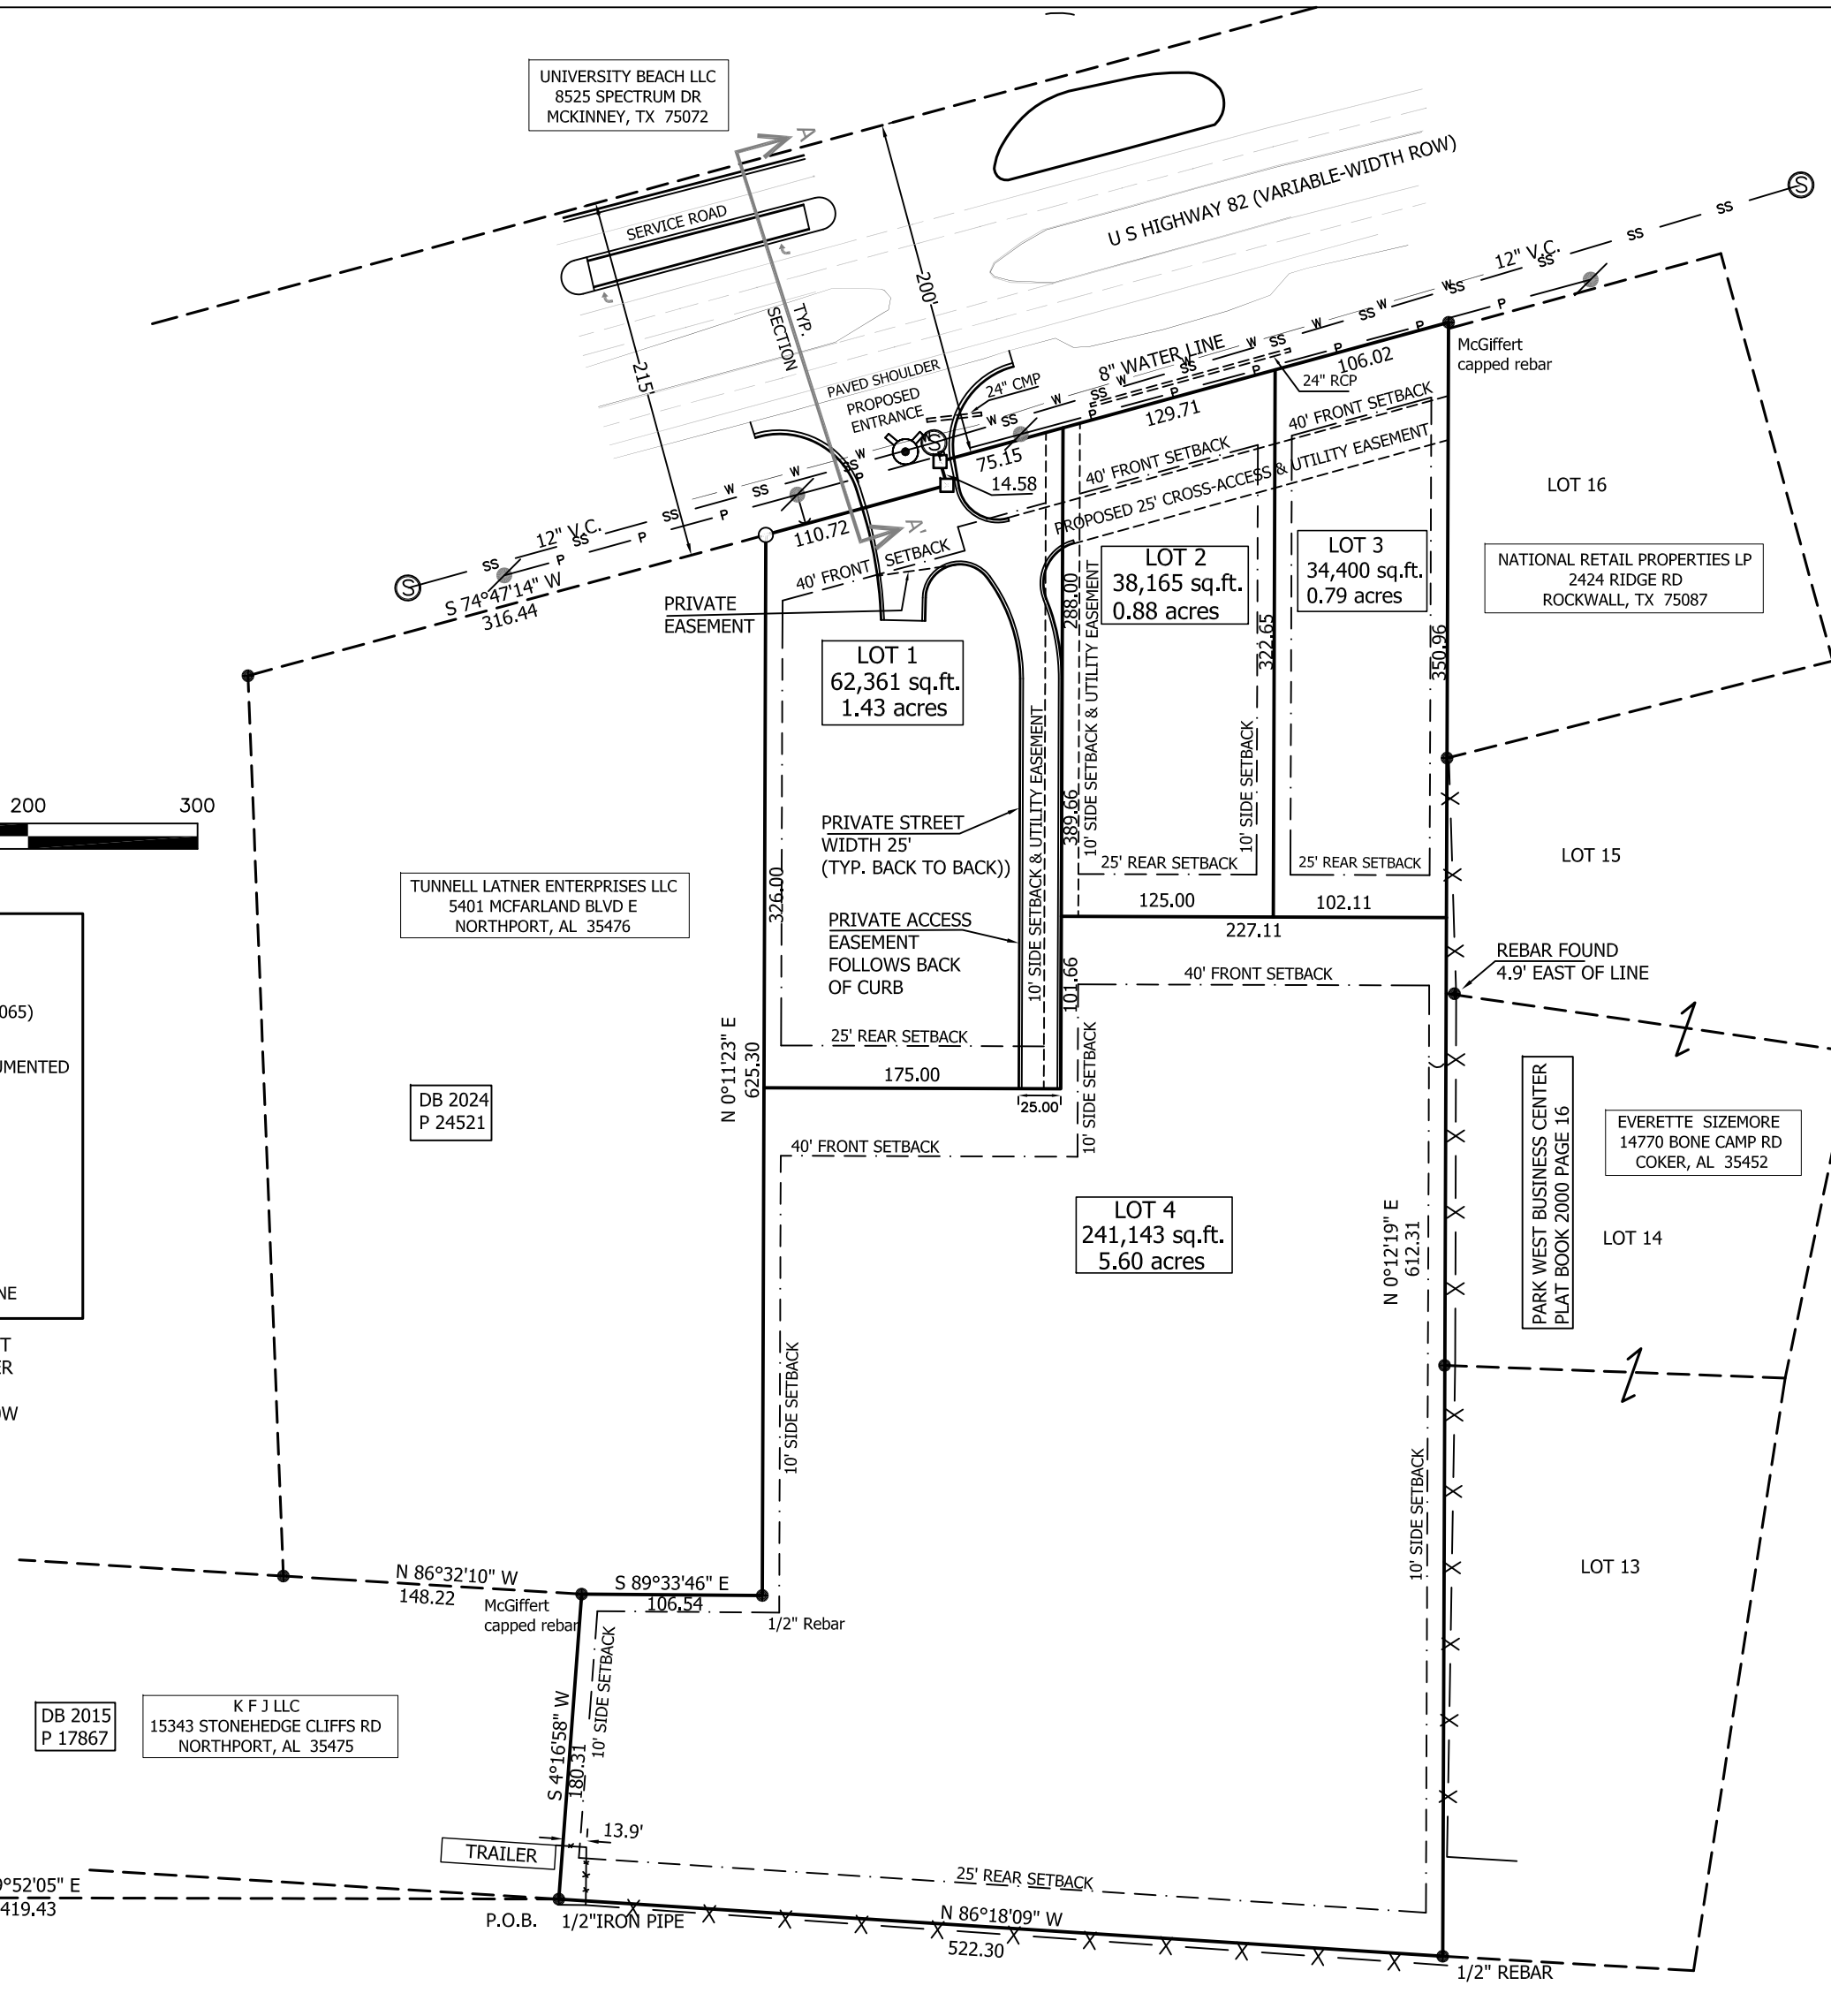 UNIVERSITY BEACH LLC
8525 SPECTRUM DR
MCKINNEY, TX 75072
A
SERVICE ROAD
U S HIGHWAY 82 (VARIABLE-WIDTH ROW)
215'
200'
TYP.
SECTION
PAVED SHOULDER
PROPOSED
ENTRANCE
24" CMP
8" WATER LINE
24" RCP
12" V.C.
SS
W
P
S
McGiffert
capped rebar
106.02
129.71
75.15
14.58
110.72
A'
12" V.C.
S 74°47'14" W
316.44
40' FRONT SETBACK
40' FRONT SETBACK
40' FRONT SETBACK
PROPOSED 25' CROSS-ACCESS & UTILITY EASEMENT
PRIVATE
EASEMENT
LOT 1
62,361 sq.ft.
1.43 acres
LOT 2
38,165 sq.ft.
0.88 acres
LOT 3
34,400 sq.ft.
0.79 acres
LOT 16
NATIONAL RETAIL PROPERTIES LP
2424 RIDGE RD
ROCKWALL, TX 75087
288.00
322.65
350.96
389.66
10' SIDE SETBACK & UTILITY EASEMENT
10' SIDE SETBACK & UTILITY EASEMENT
10' SIDE SETBACK
200
300
PRIVATE STREET
WIDTH 25'
(TYP. BACK TO BACK))
25' REAR SETBACK
25' REAR SETBACK
LOT 15
TUNNELL LATNER ENTERPRISES LLC
5401 MCFARLAND BLVD E
NORTHPORT, AL 35476
326.00
PRIVATE ACCESS
EASEMENT
FOLLOWS BACK
OF CURB
125.00
102.11
227.11
101.66
40' FRONT SETBACK
REBAR FOUND
4.9' EAST OF LINE
065)
UMENTED
NE
T
ER
OW
25' REAR SETBACK
N 0°11'23" E
625.30
175.00
25.00
10' SIDE SETBACK
DB 2024
P 24521
40' FRONT SETBACK
PARK WEST BUSINESS CENTER
PLAT BOOK 2000 PAGE 16
EVERETTE SIZEMORE
14770 BONE CAMP RD
COKER, AL 35452
LOT 4
241,143 sq.ft.
5.60 acres
N 0°12'19" E
612.31
LOT 14
10' SIDE SETBACK
10' SIDE SETBACK
LOT 13
N 86°32'10" W
148.22
S 89°33'46" E
106.54
McGiffert
capped rebar
1/2" Rebar
10' SIDE SETBACK
S 4°16'58" W
180.31
DB 2015
P 17867
K F J LLC
15343 STONEHEDGE CLIFFS RD
NORTHPORT, AL 35475
13.9'
TRAILER
25' REAR SETBACK
9°52'05" E
419.43
P.O.B.
1/2"IRON PIPE
N 86°18'09" W
522.30
1/2" REBAR